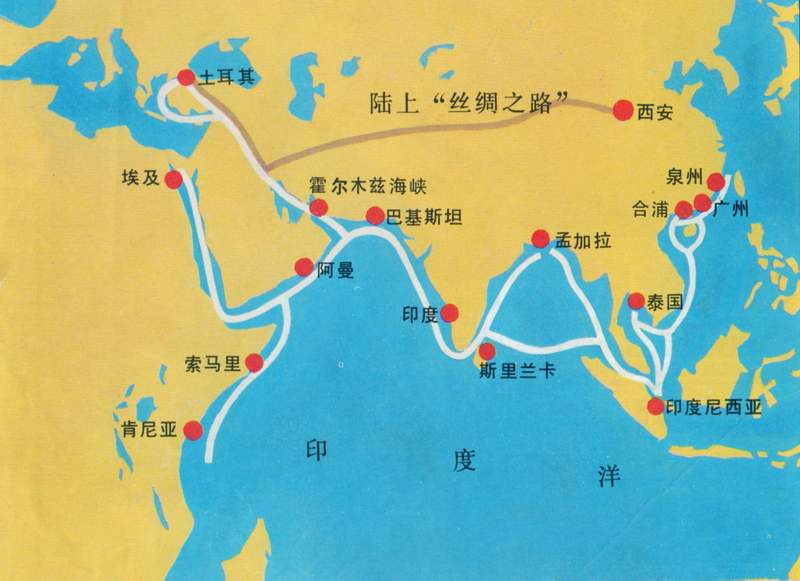 土耳其
陆上“丝绸之路”
西安
埃及
霍尔木兹海峡
泉州
巴基斯坦
合浦
广州
孟加拉
阿曼
泰国
印度
索马里
斯里兰卡
印度尼西亚
肯尼亚
印度洋